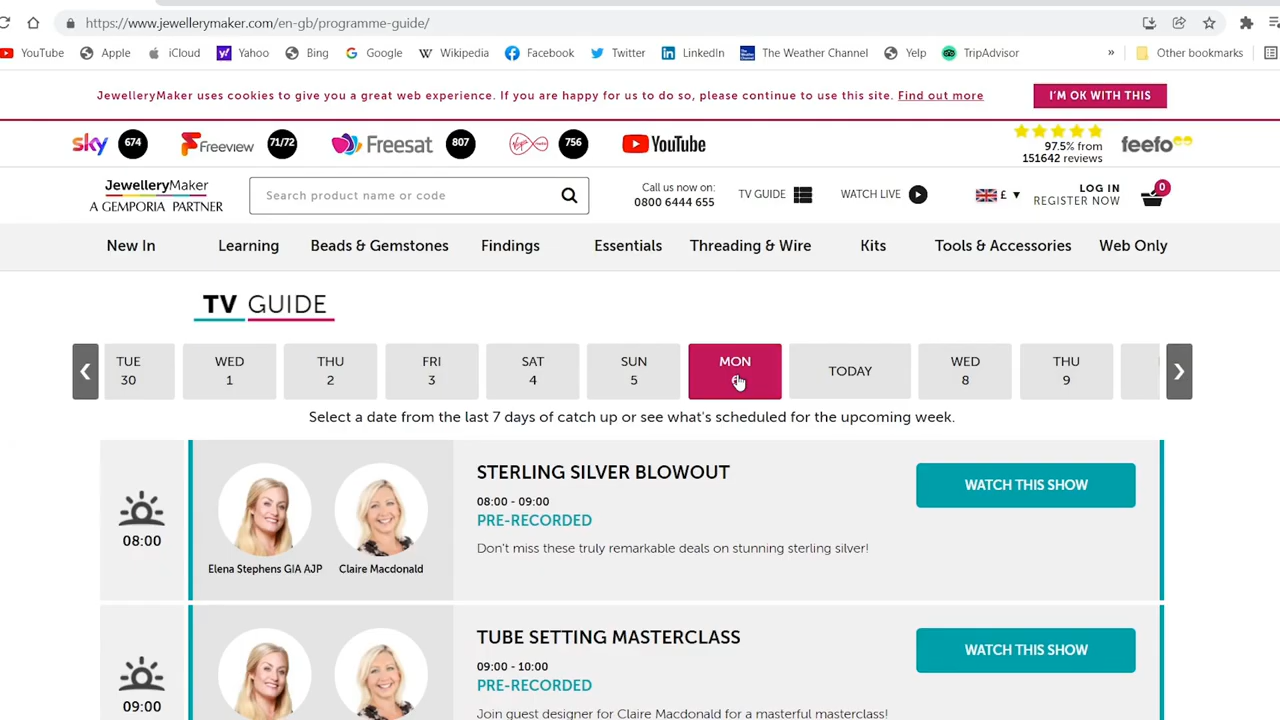 https://www.jewellerymaker.com/en-gb/programme-guide/
YouTube Apple iCloud Yahoo Bing Google Wikipedia Facebook Twitter LinkedIn The Weather Channel Yelp TripAdvisor » Other bookmarks
JewelleryMaker uses cookies to give you a great web experience. If you are happy for us to do so, please continue to use this site. Find out more
I'M OK WITH THIS
sky 674 Freeview 71/72 Freesat 807 756 YouTube
97.5% from
151642 reviews
feefo
JewelleryMaker
A GEMPORIA PARTNER
Search product name or code
Call us now on:
0800 6444 655
TV GUIDE
WATCH LIVE
£
LOG IN
REGISTER NOW
0
New In Learning Beads & Gemstones Findings Essentials Threading & Wire Kits Tools & Accessories Web Only
TV GUIDE
TUE WED THU FRI SAT SUN MON TODAY WED THU
30 1 2 3 4 5 8 9
Select a date from the last 7 days of catch up or see what's scheduled for the upcoming week.
08:00
Elena Stephens GIA AJP Claire Macdonald
STERLING SILVER BLOWOUT
08:00 - 09:00
PRE-RECORDED
Don't miss these truly remarkable deals on stunning sterling silver!
WATCH THIS SHOW
09:00
TUBE SETTING MASTERCLASS
09:00 - 10:00
PRE-RECORDED
Join guest designer for Claire Macdonald for a masterful masterclass!
WATCH THIS SHOW